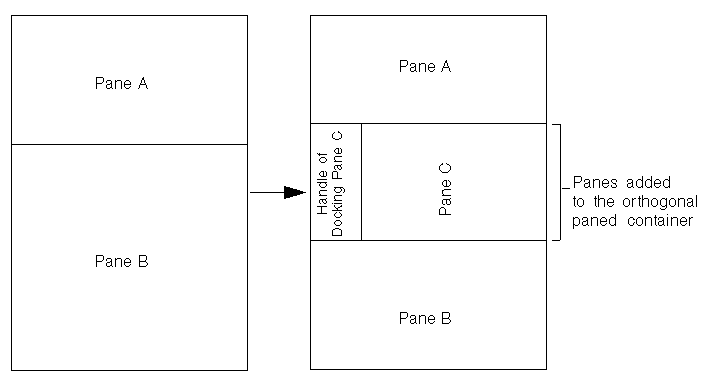 Pane A
Pane B
Pane A
Handle of
Docking Pane C
Pane C
Pane B
Panes added
to the orthogonal
paned container